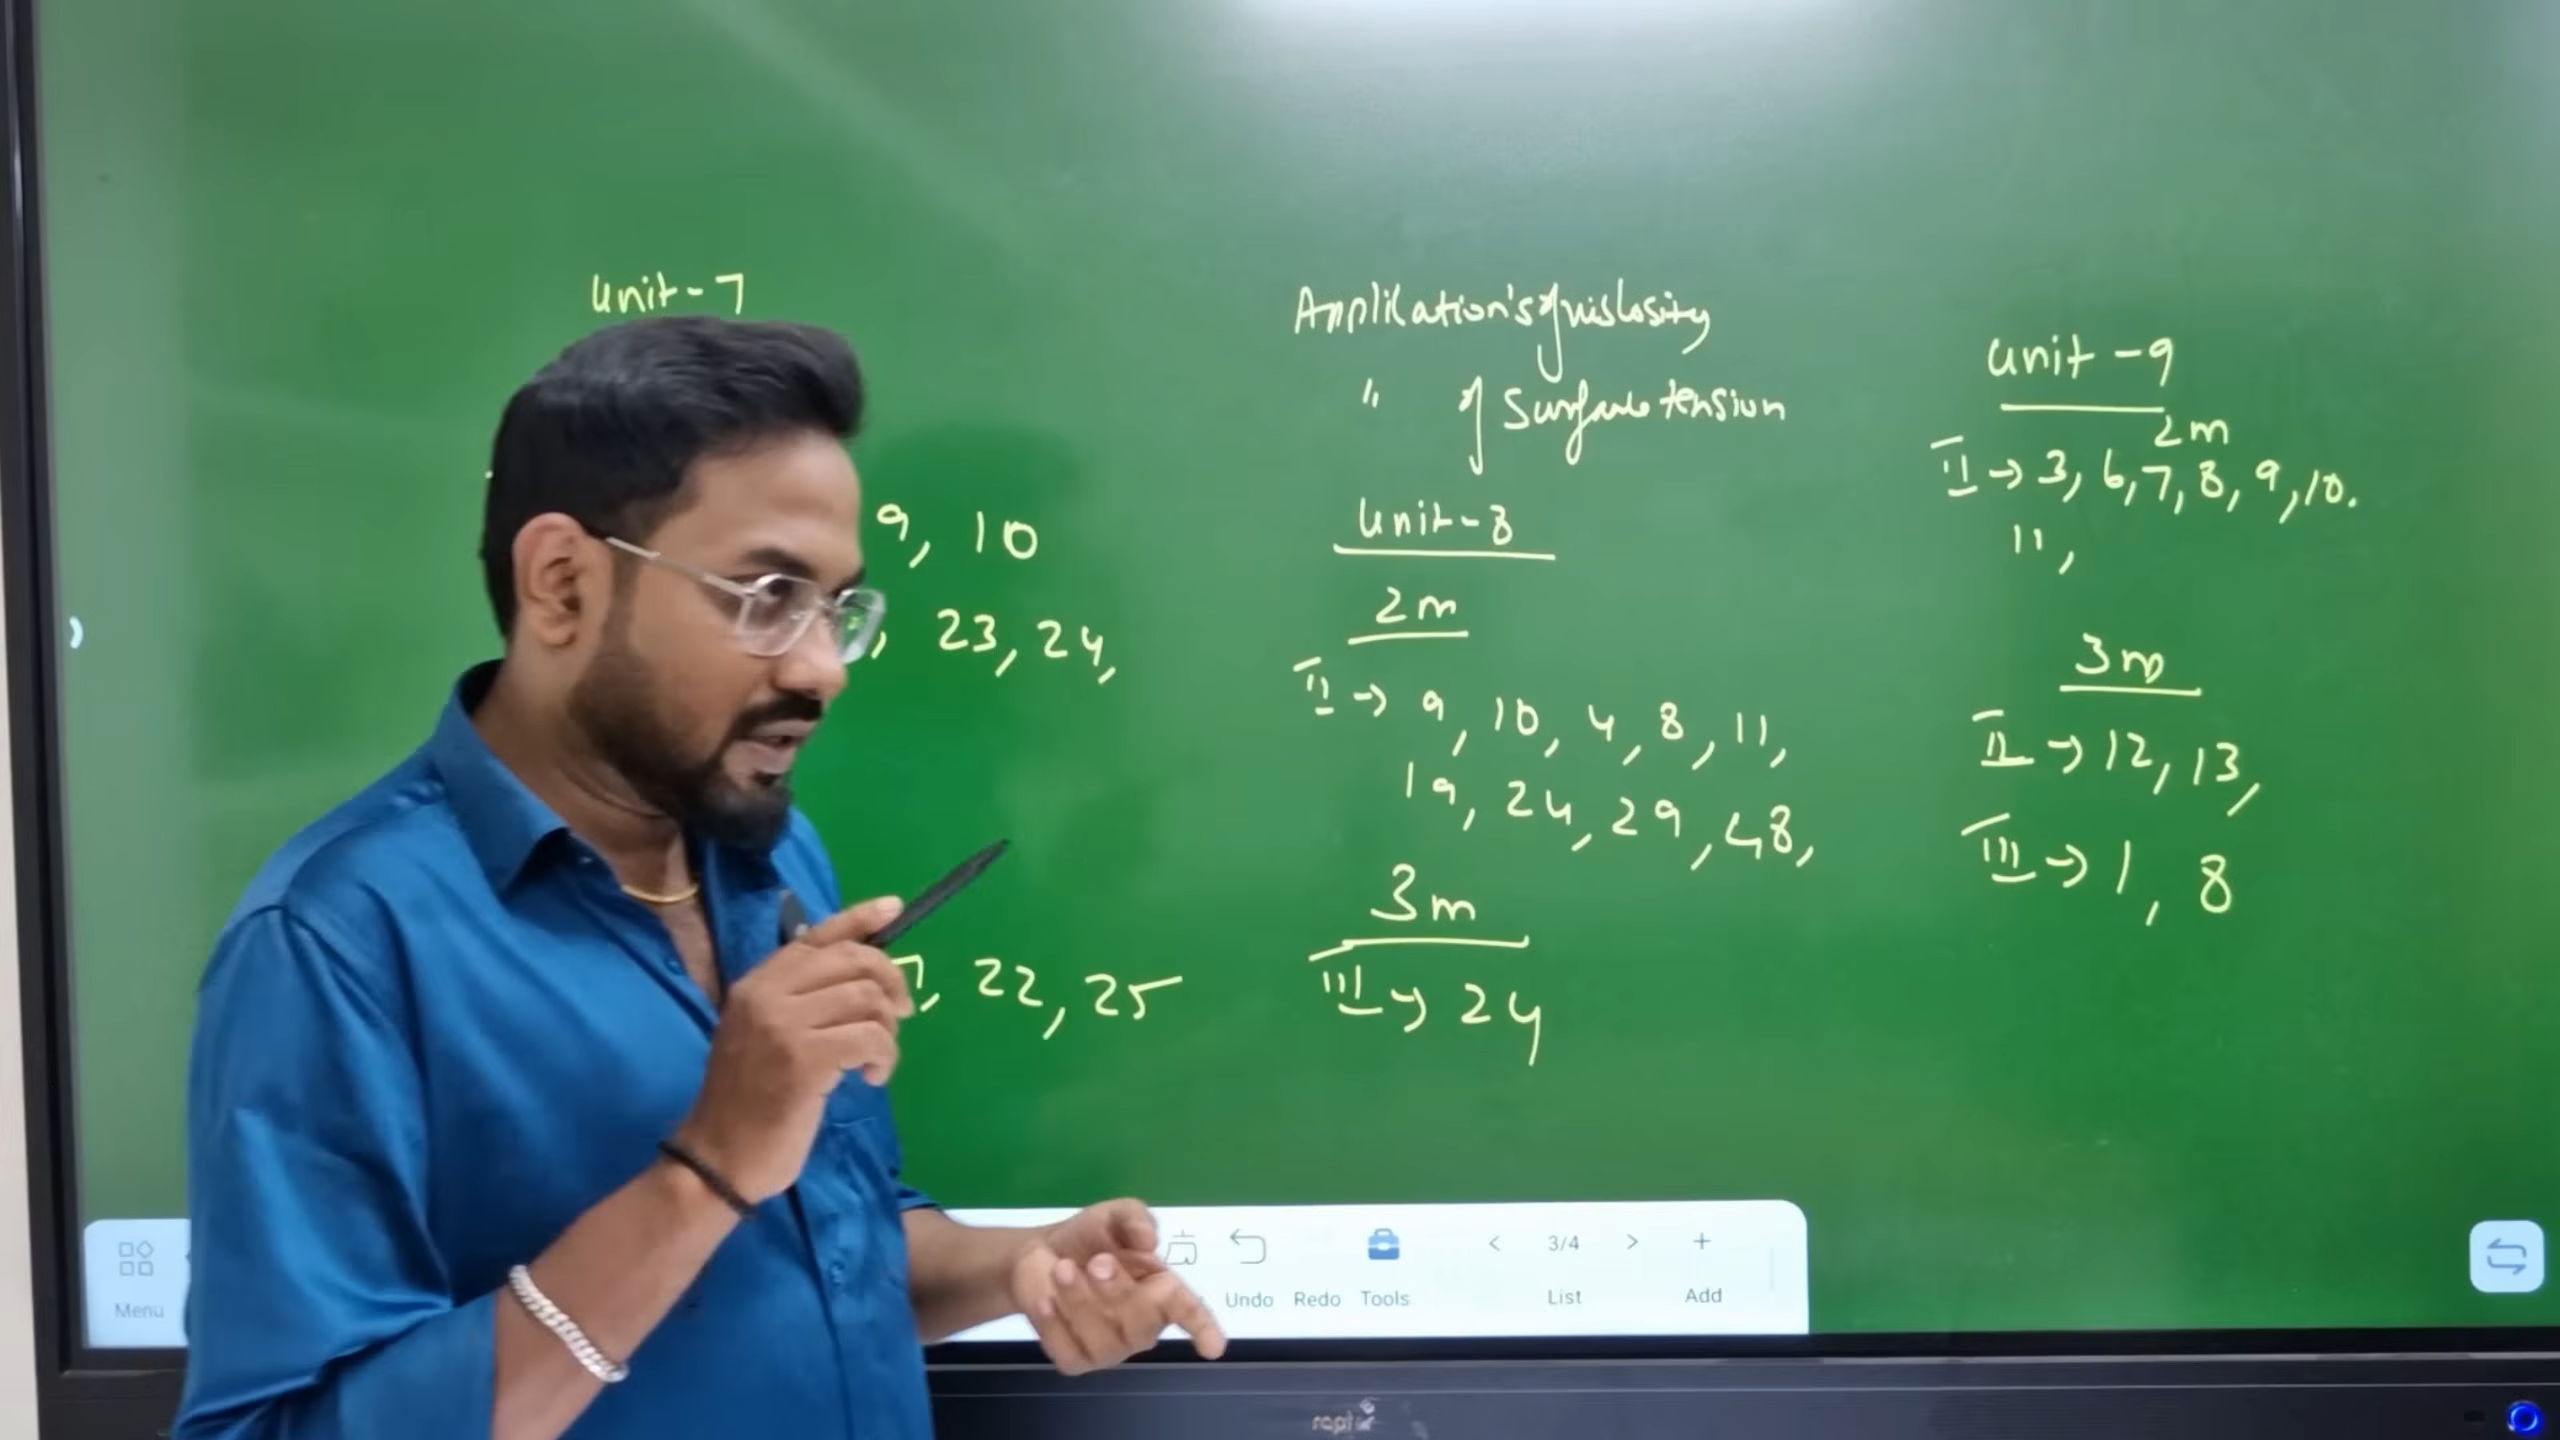 Unit-7
9, 10
, 23, 24,
7, 22, 25
Application's of viscosity
" of Surface tension
Unit-8
2m
II → 9, 10, 4, 8, 11,
19, 24, 29, 48,
3m
III → 24
Unit-9
2m
II → 3, 6, 7, 8, 9, 10.
11,
3m
II → 12, 13,
III → 1, 8
Menu
Undo
Redo
Tools
< 3/4 >
List
+
Add